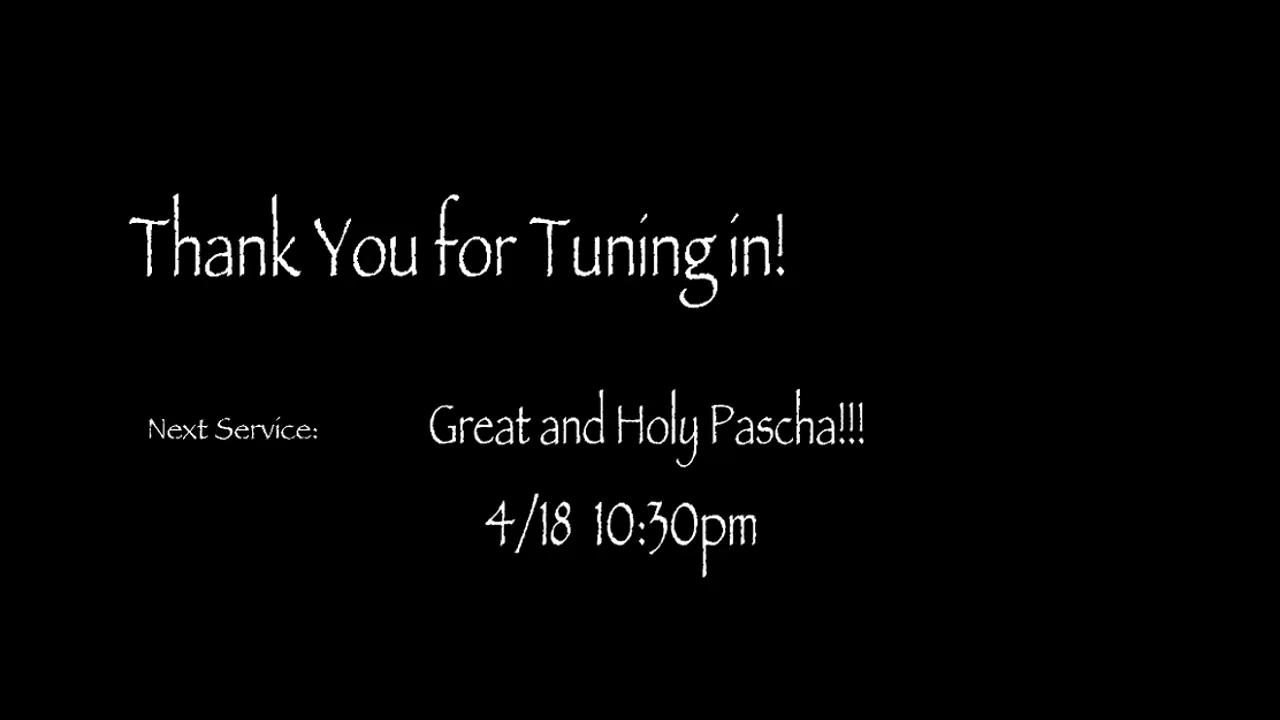 Thank You for Tuning in!
Next Service: Great and Holy Pascha!!!
4/18 10:30pm